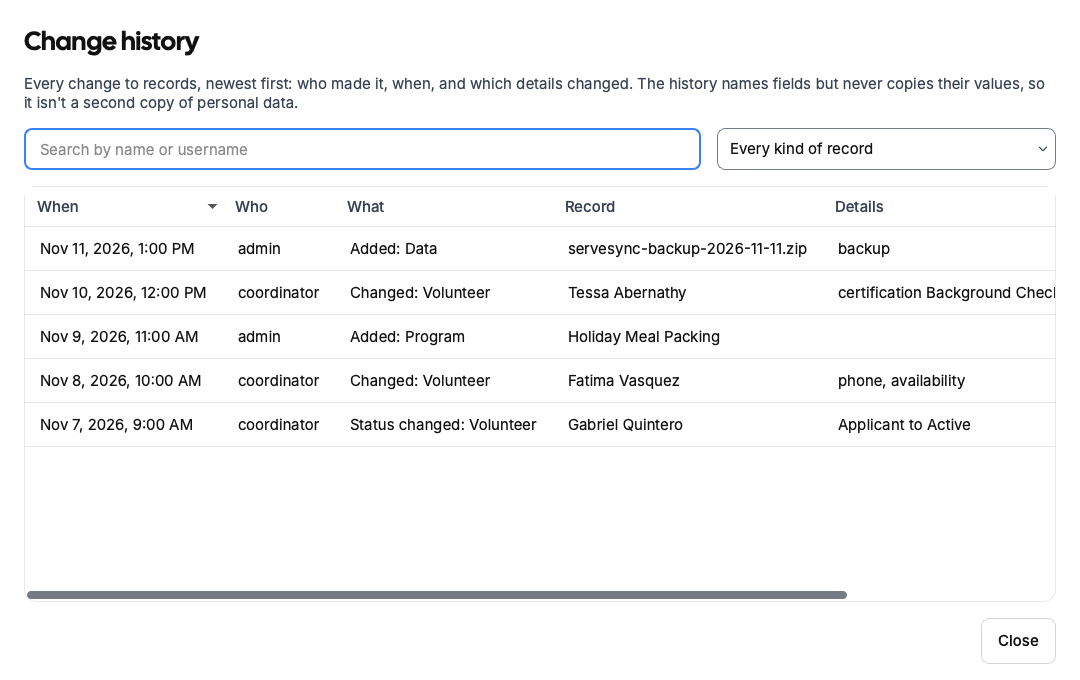 Change history
Every change to records, newest first: who made it, when, and which details changed. The history names fields but never copies their values, so
it isn't a second copy of personal data.
Search by name or username
Every kind of record
When Who What Record Details
Nov 11, 2026, 1:00 PM admin Added: Data servesync-backup-2026-11-11.zip backup
Nov 10, 2026, 12:00 PM coordinator Changed: Volunteer Tessa Abernathy certification Background
Nov 9, 2026, 11:00 AM admin Added: Program Holiday Meal Packing
Nov 8, 2026, 10:00 AM coordinator Changed: Volunteer Fatima Vasquez phone, availability
Nov 7, 2026, 9:00 AM coordinator Status changed: Volunteer Gabriel Quintero Applicant to Active
Close